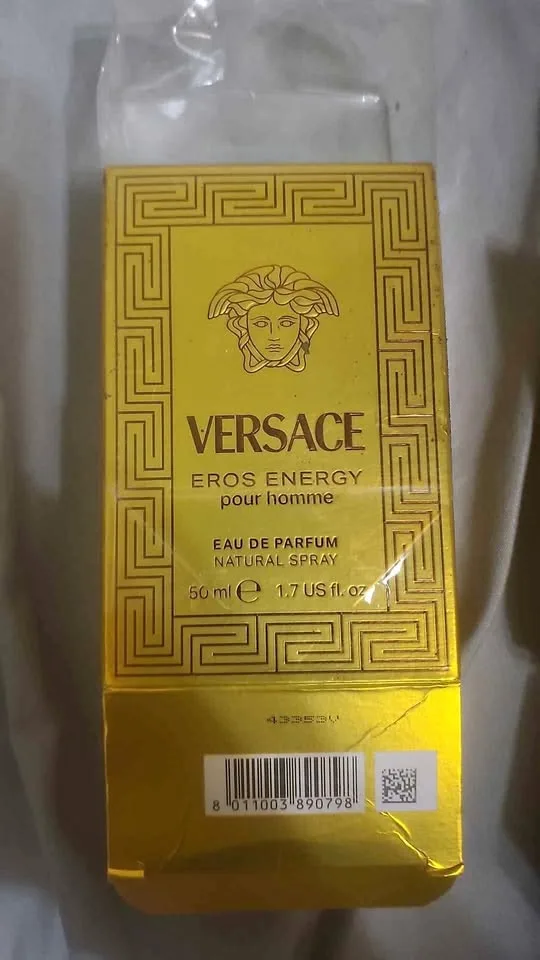 VERSACE
EROS ENERGY
pour homme
EAU DE PARFUM
NATURAL SPRAY
50 ml e 1.7 US fl. oz
43353V
8 011003 890798